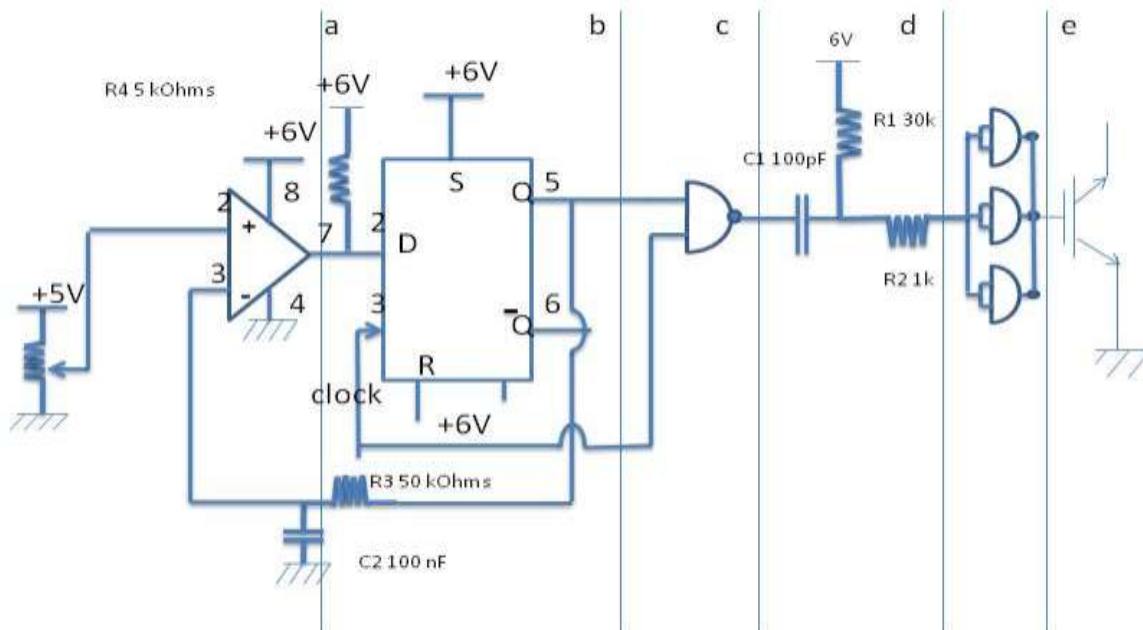 a
b
c
d
e
R4 5 kOhms
+6V
+6V
+6V
6V
R1 30k
C1 100pF
8
2
+
7
3
-
4
S
Q
5
2
D
3
Q
6
R
R2 1k
+5V
clock
+6V
R3 50 kOhms
C2 100 nF